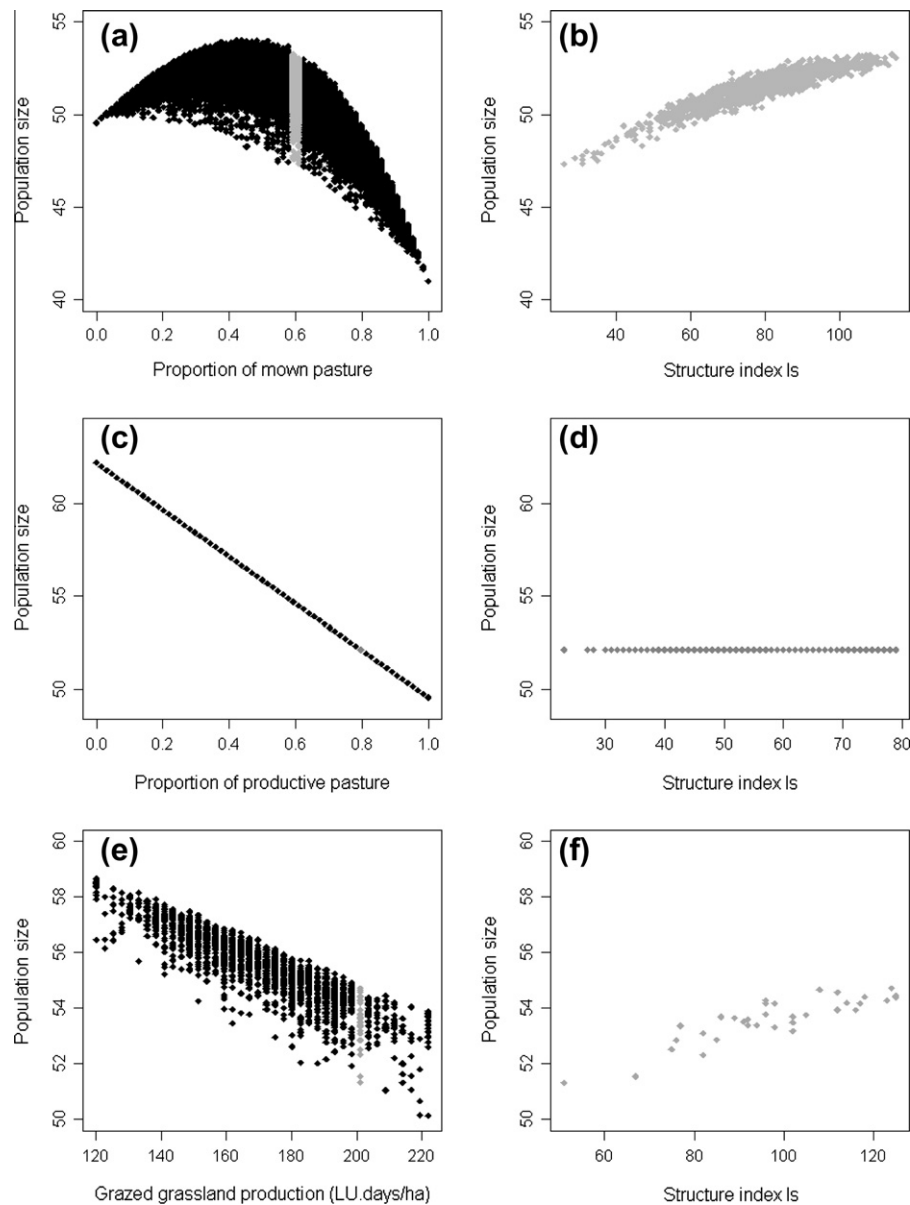 (a)
Population size
55
50
45
40
0.0 0.2 0.4 0.6 0.8 1.0
Proportion of mown pasture
(b)
Population size
55
50
45
40
40 60 80 100
Structure index Is
(c)
Population size
60
55
50
0.0 0.2 0.4 0.6 0.8 1.0
Proportion of productive pasture
(d)
Population size
60
55
50
30 40 50 60 70 80
Structure index Is
(e)
Population size
60
58
56
54
52
50
120 140 160 180 200 220
Grazed grassland production (LU.days/ha)
(f)
Population size
60
58
56
54
52
50
60 80 100 120
Structure index Is